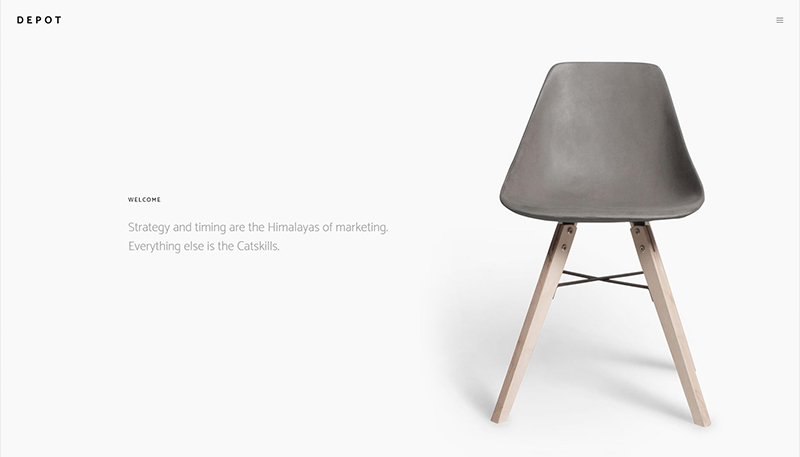 DEPOT
WELCOME
Strategy and timing are the Himalayas of marketing.
Everything else is the Catskills.